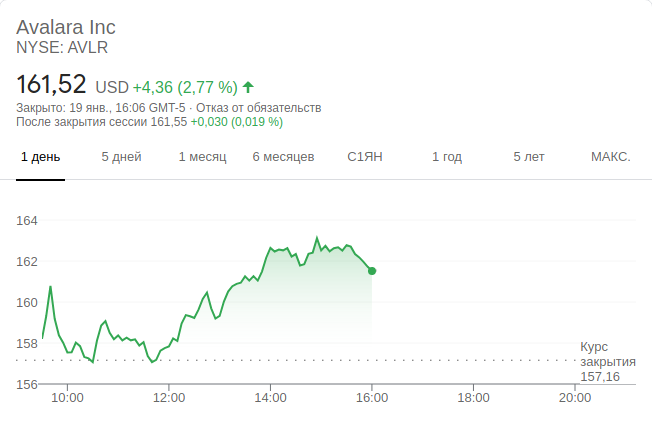 Avalara Inc
NYSE: AVLR
161,52 USD +4,36 (2,77 %)
Закрыто: 19 янв., 16:06 GMT-5 · Отказ от обязательств
После закрытия сессии 161,55 +0,030 (0,019 %)
1 день 5 дней 1 месяц 6 месяцев С1ЯН 1 год 5 лет МАКС.
164
162
160
158
156
Курс
закрытия
157,16
10:00 12:00 14:00 16:00 18:00 20:00